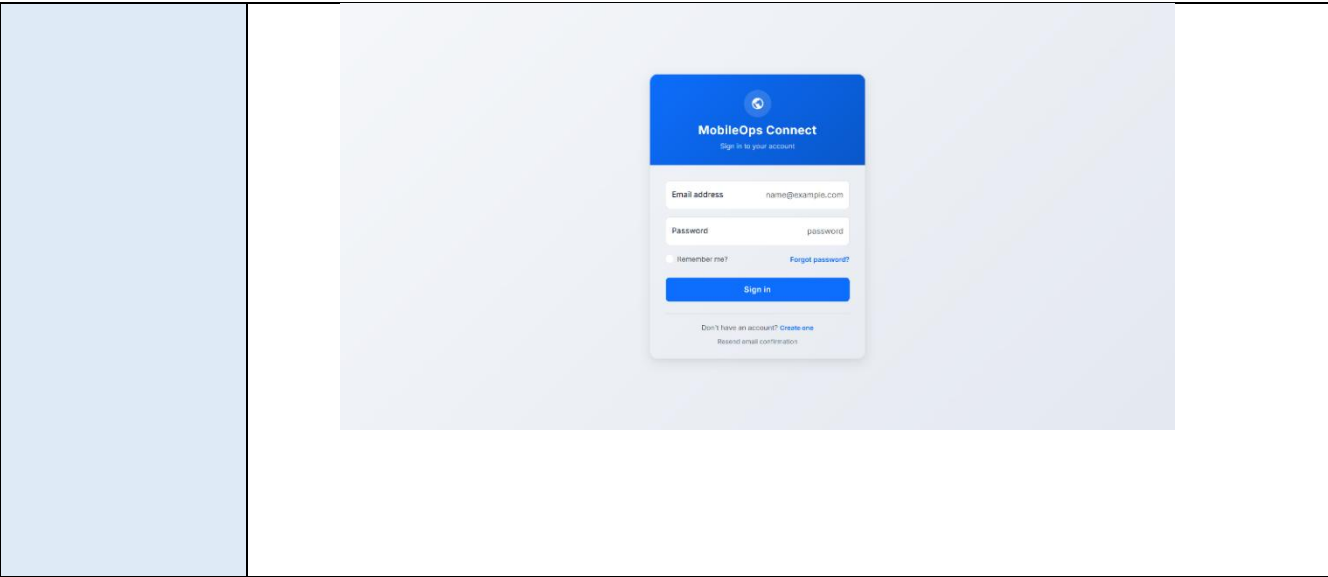 MobileOps Connect
Sign in to your account
Email address name@example.com
Password password
Remember me? Forgot password?
Sign in
Don't have an account? Create one
Resend email confirmation